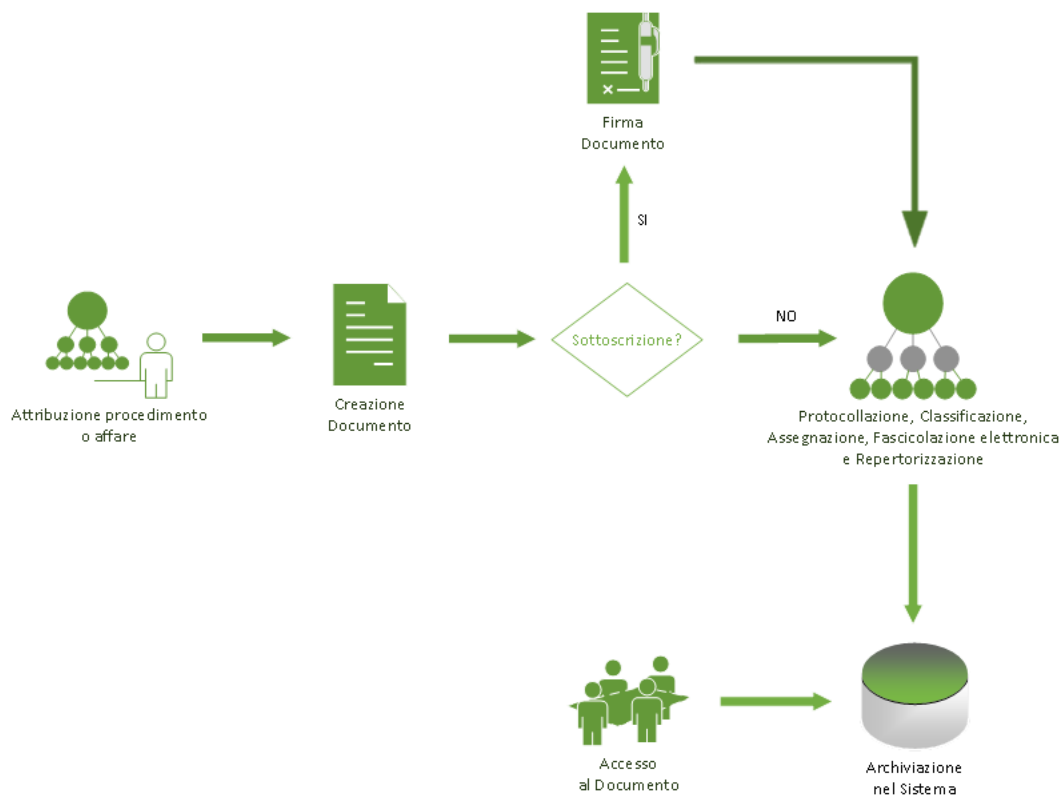 Firma
Documento
SI
Sottoscrizione?
NO
Attribuzione procedimento
o affare
Creazione
Documento
Protocollazione, Classificazione,
Assegnazione, Fascicolazione elettronica
e Repertorizzazione
Accesso
al Documento
Archiviazione
nel Sistema